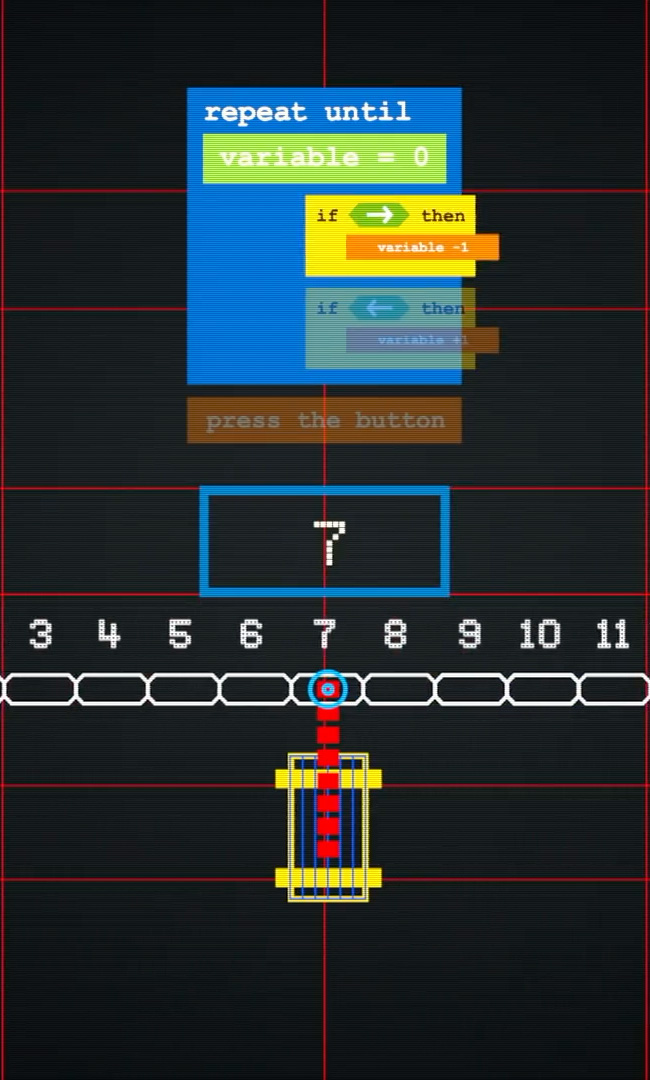 repeat until
variable = 0
if → then
variable -1
if ← then
variable +1
press the button
7
3 4 5 6 7 8 9 10 11